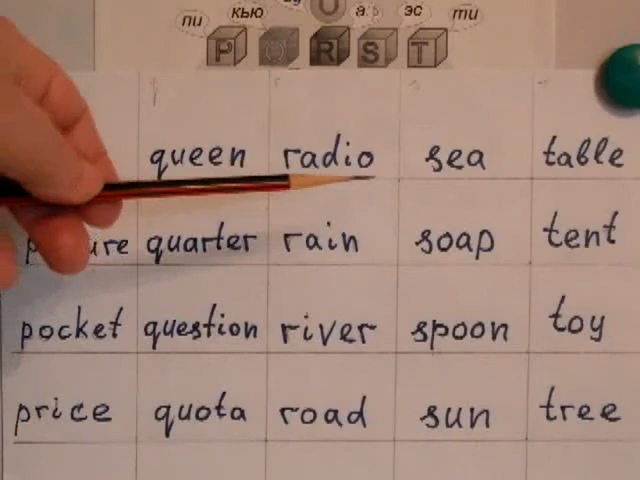 пи кью эс ти
P Q R S T
queen radio sea table
quarter rain soap tent
pocket question river spoon toy
price quota road sun tree